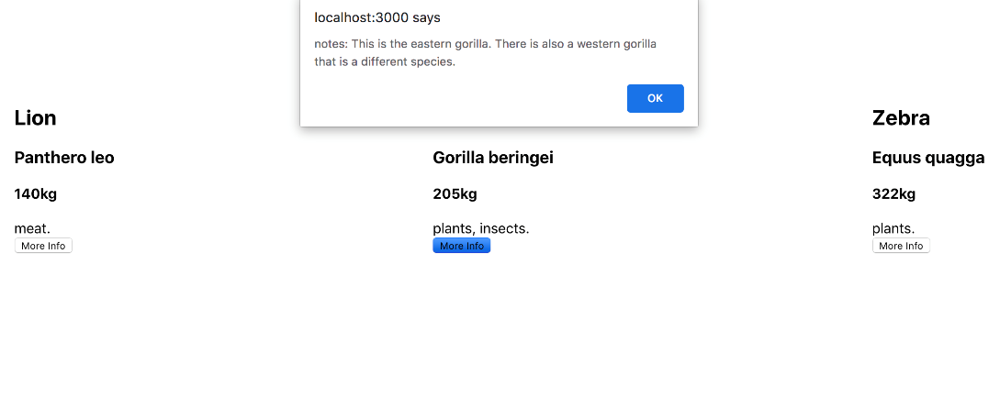 localhost:3000 says
notes: This is the eastern gorilla. There is also a western gorilla
that is a different species.
OK
Lion
Zebra
Panthero leo
Gorilla beringei
Equus quagga
140kg
205kg
322kg
meat.
plants, insects.
plants.
More Info
More Info
More Info